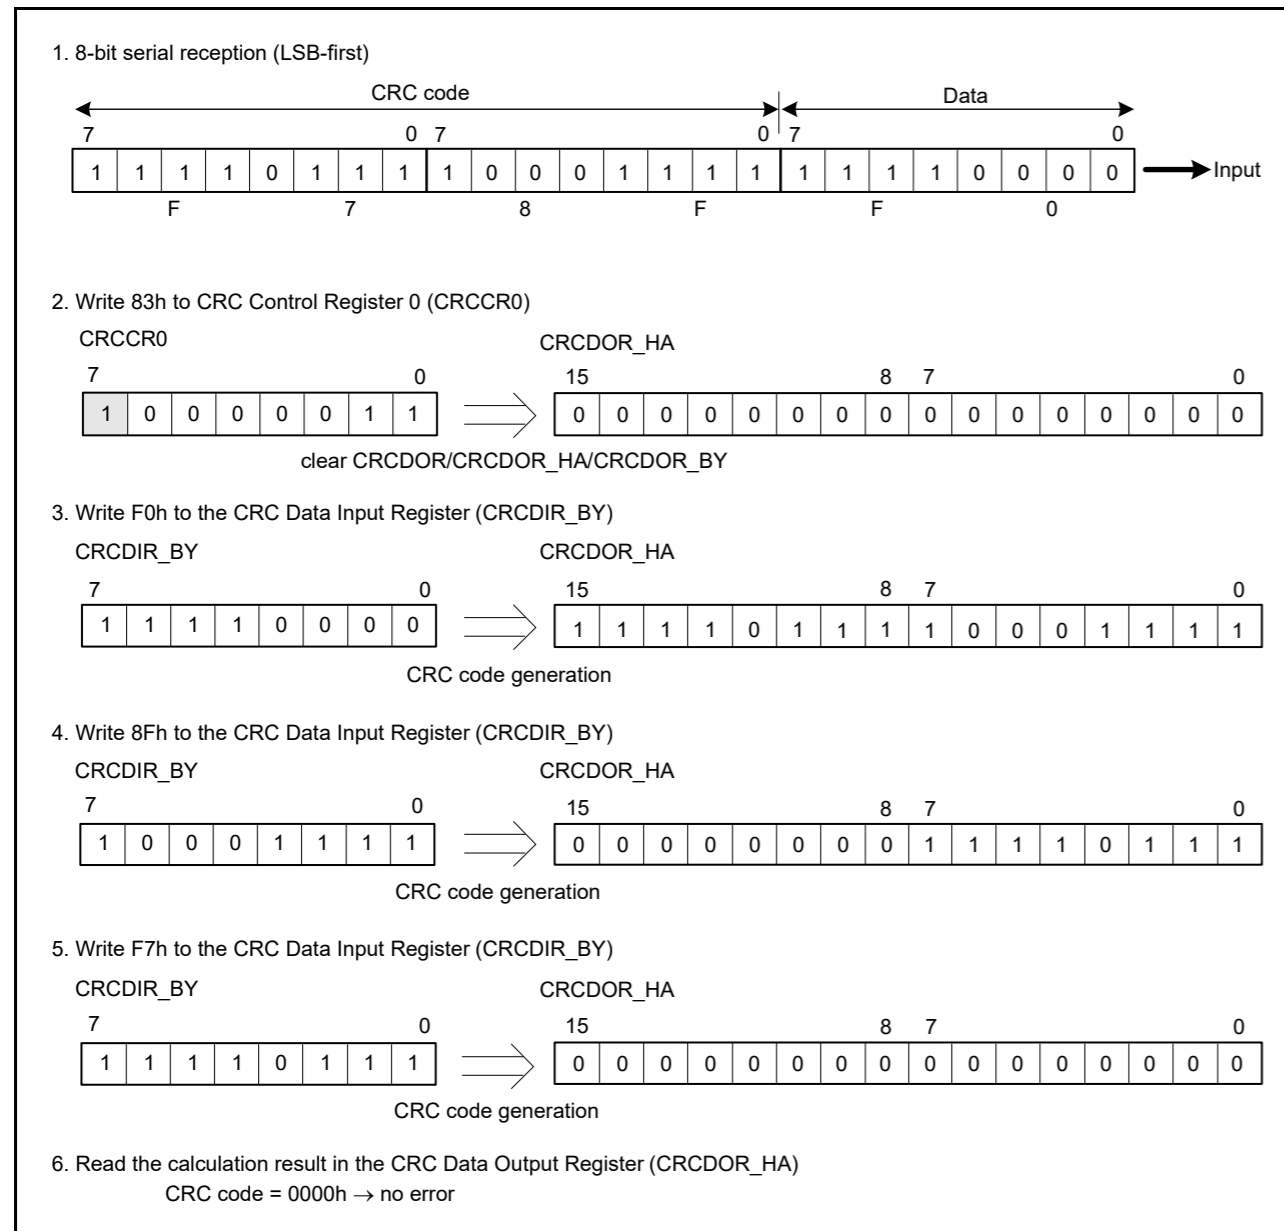 1. 8-bit serial reception (LSB-first)
CRC code Data
7 0 7 0 7 0
1 1 1 1 0 1 1 1 1 0 0 0 1 1 1 1 1 1 1 1 0 0 0 0 Input
F 7 8 F F 0
2. Write 83h to CRC Control Register 0 (CRCCR0)
CRCCR0 CRCDOR_HA
7 0 15 8 7 0
1 0 0 0 0 0 1 1 0 0 0 0 0 0 0 0 0 0 0 0 0 0 0 0
clear CRCDOR/CRCDOR_HA/CRCDOR_BY
3. Write F0h to the CRC Data Input Register (CRCDIR_BY)
CRCDIR_BY CRCDOR_HA
7 0 15 8 7 0
1 1 1 1 0 0 0 0 1 1 1 1 0 1 1 1 1 0 0 0 1 1 1 1
CRC code generation
4. Write 8Fh to the CRC Data Input Register (CRCDIR_BY)
CRCDIR_BY CRCDOR_HA
7 0 15 8 7 0
1 0 0 0 1 1 1 1 0 0 0 0 0 0 0 0 1 1 1 1 0 1 1 1
CRC code generation
5. Write F7h to the CRC Data Input Register (CRCDIR_BY)
CRCDIR_BY CRCDOR_HA
7 0 15 8 7 0
1 1 1 1 0 1 1 1 0 0 0 0 0 0 0 0 0 0 0 0 0 0 0 0
CRC code generation
6. Read the calculation result in the CRC Data Output Register (CRCDOR_HA)
CRC code = 0000h → no error